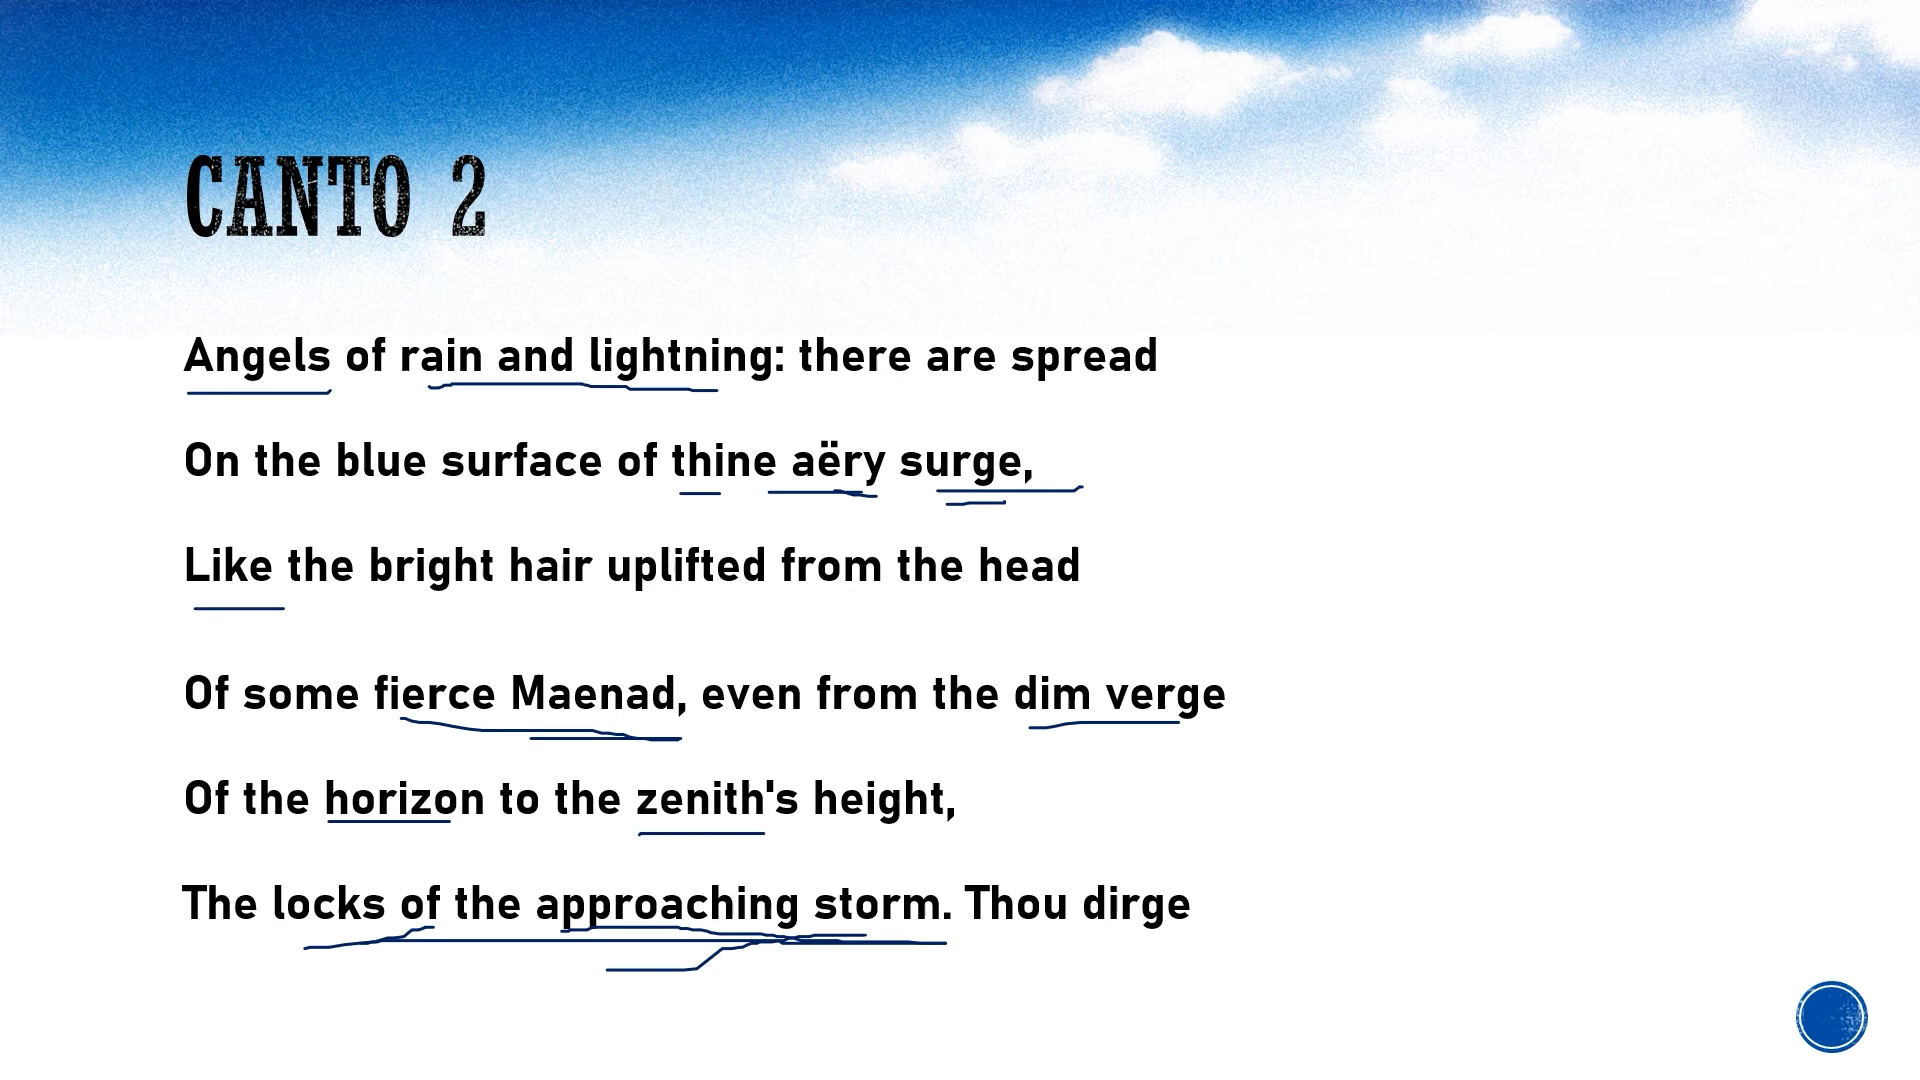 CANTO 2
Angels of rain and lightning: there are spread
On the blue surface of thine aëry surge,
Like the bright hair uplifted from the head
Of some fierce Maenad, even from the dim verge
Of the horizon to the zenith's height,
The locks of the approaching storm. Thou dirge